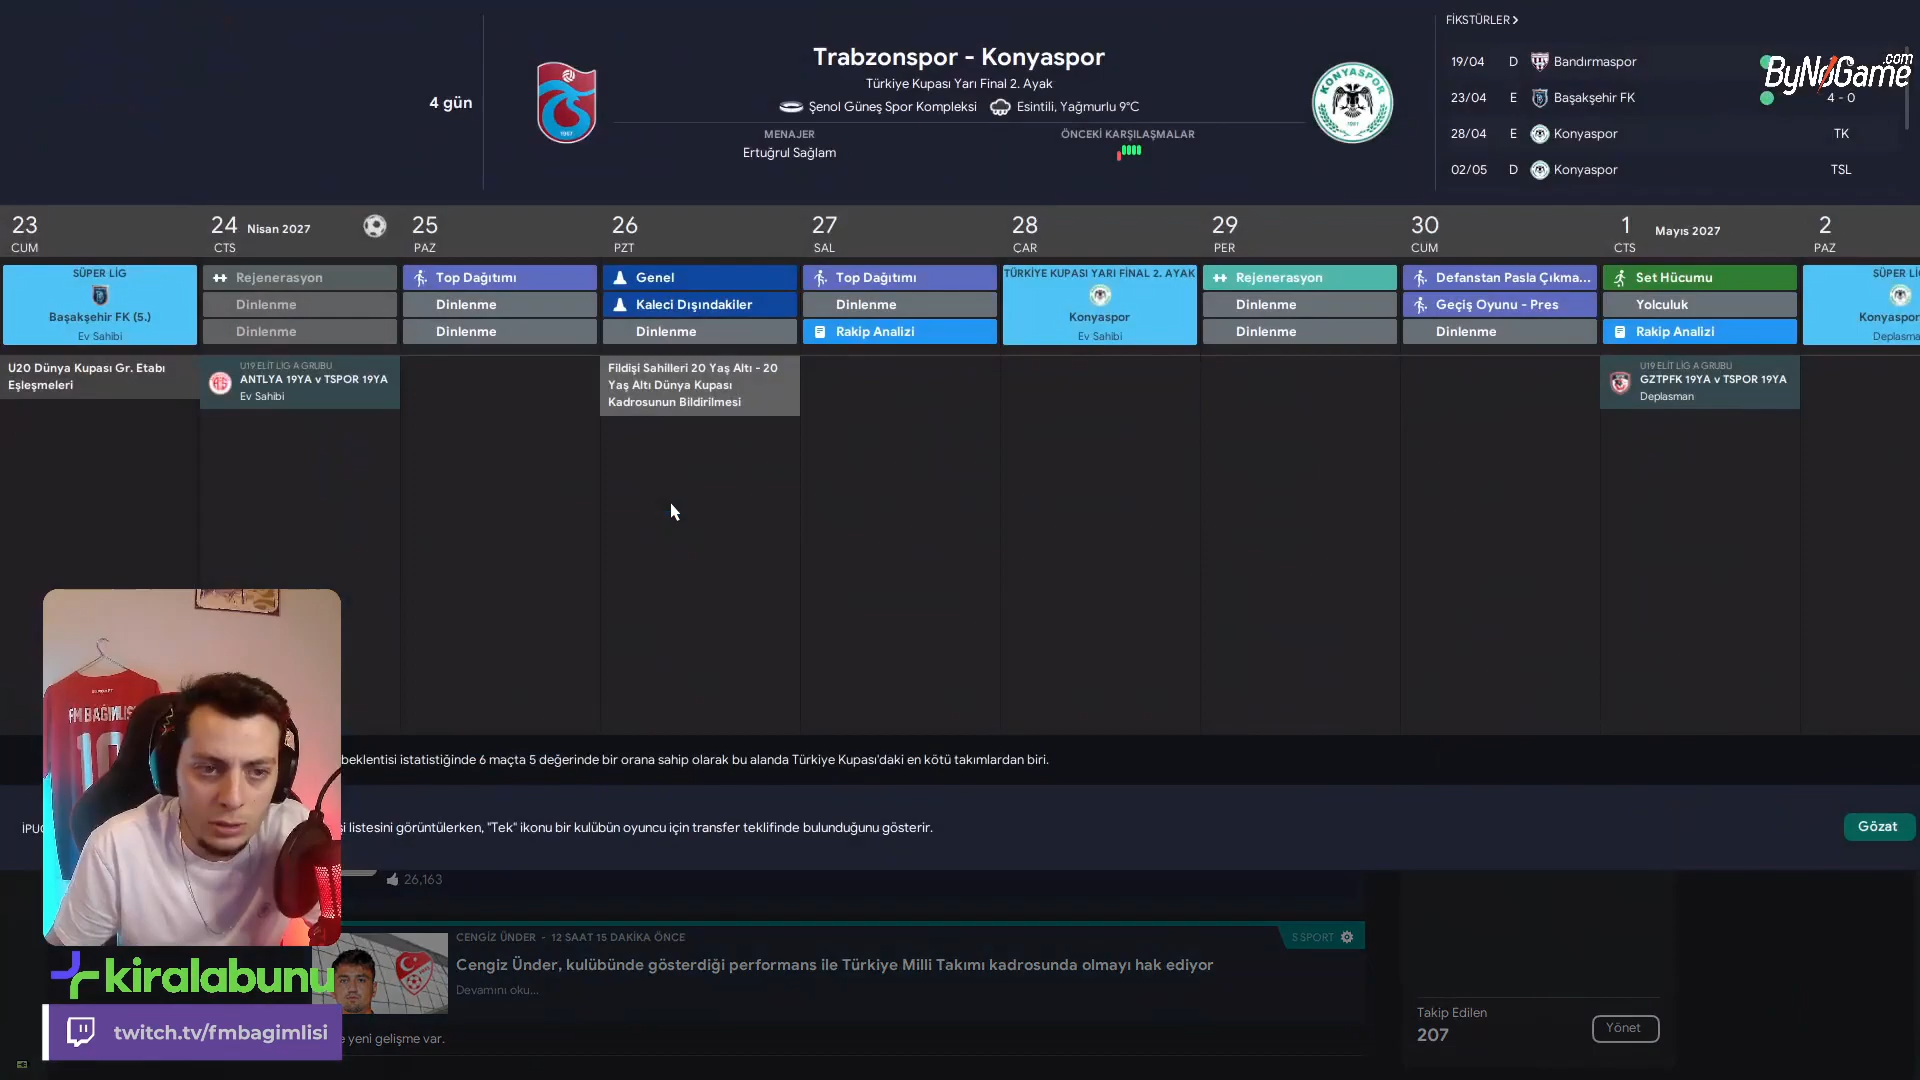 4 gün
Trabzonspor - Konyaspor
Türkiye Kupası Yarı Final 2. Ayak
Şenol Güneş Spor Kompleksi
Esintili, Yağmurlu 9°C
MENAJER
Ertuğrul Sağlam
ÖNCEKİ KARŞILAŞMALAR
KONYASPOR
FİKSTÜRLER
19/04 D Bandırmaspor
23/04 E Başakşehir FK 4 - 0
28/04 E Konyaspor TK
02/05 D Konyaspor TSL
ByNoGame.com
23 CUM
24 CTS Nisan 2027
25 PAZ
26 PZT
27 SAL
28 ÇAR
29 PER
30 CUM
1 CTS Mayıs 2027
2 PAZ
SÜPER LİG
Başakşehir FK (5.)
Ev Sahibi
Rejenerasyon
Dinlenme
Dinlenme
Top Dağıtımı
Dinlenme
Dinlenme
Genel
Kaleci Dışındakiler
Dinlenme
Top Dağıtımı
Dinlenme
Rakip Analizi
TÜRKİYE KUPASI YARI FİNAL 2. AYAK
Konyaspor
Ev Sahibi
Rejenerasyon
Dinlenme
Dinlenme
Defanstan Pasla Çıkma...
Geçiş Oyunu - Pres
Dinlenme
Set Hücumu
Yolculuk
Rakip Analizi
SÜPER Lİ
Konyaspor
Deplasma
U20 Dünya Kupası Gr. Etabı
Eşleşmeleri
U19 ELİT LİG A GRUBU
ANTLYA 19YA v TSPOR 19YA
Ev Sahibi
Fildişi Sahilleri 20 Yaş Altı - 20
Yaş Altı Dünya Kupası
Kadrosunun Bildirilmesi
U19 ELİT LİG A GRUBU
GZTPFK 19YA v TSPOR 19YA
Deplasman
beklentisi istatistiğinde 6 maçta 5 değerinde bir orana sahip olarak bu alanda Türkiye Kupası'daki en kötü takımlardan biri.
İPUC
si listesini görüntülerken, "Tek" ikonu bir kulübün oyuncu için transfer teklifinde bulunduğunu gösterir.
Gözat
26,163
CENGİZ ÜNDER - 12 SAAT 15 DAKİKA ÖNCE
S SPORT
Cengiz Ünder, kulübünde gösterdiği performans ile Türkiye Milli Takımı kadrosunda olmayı hak ediyor
Devamını oku...
e yeni gelişme var.
Takip Edilen
207
Yönet
FM BAĞIMLISI
10
kiralabunu
twitch.tv/fmbagimlisi